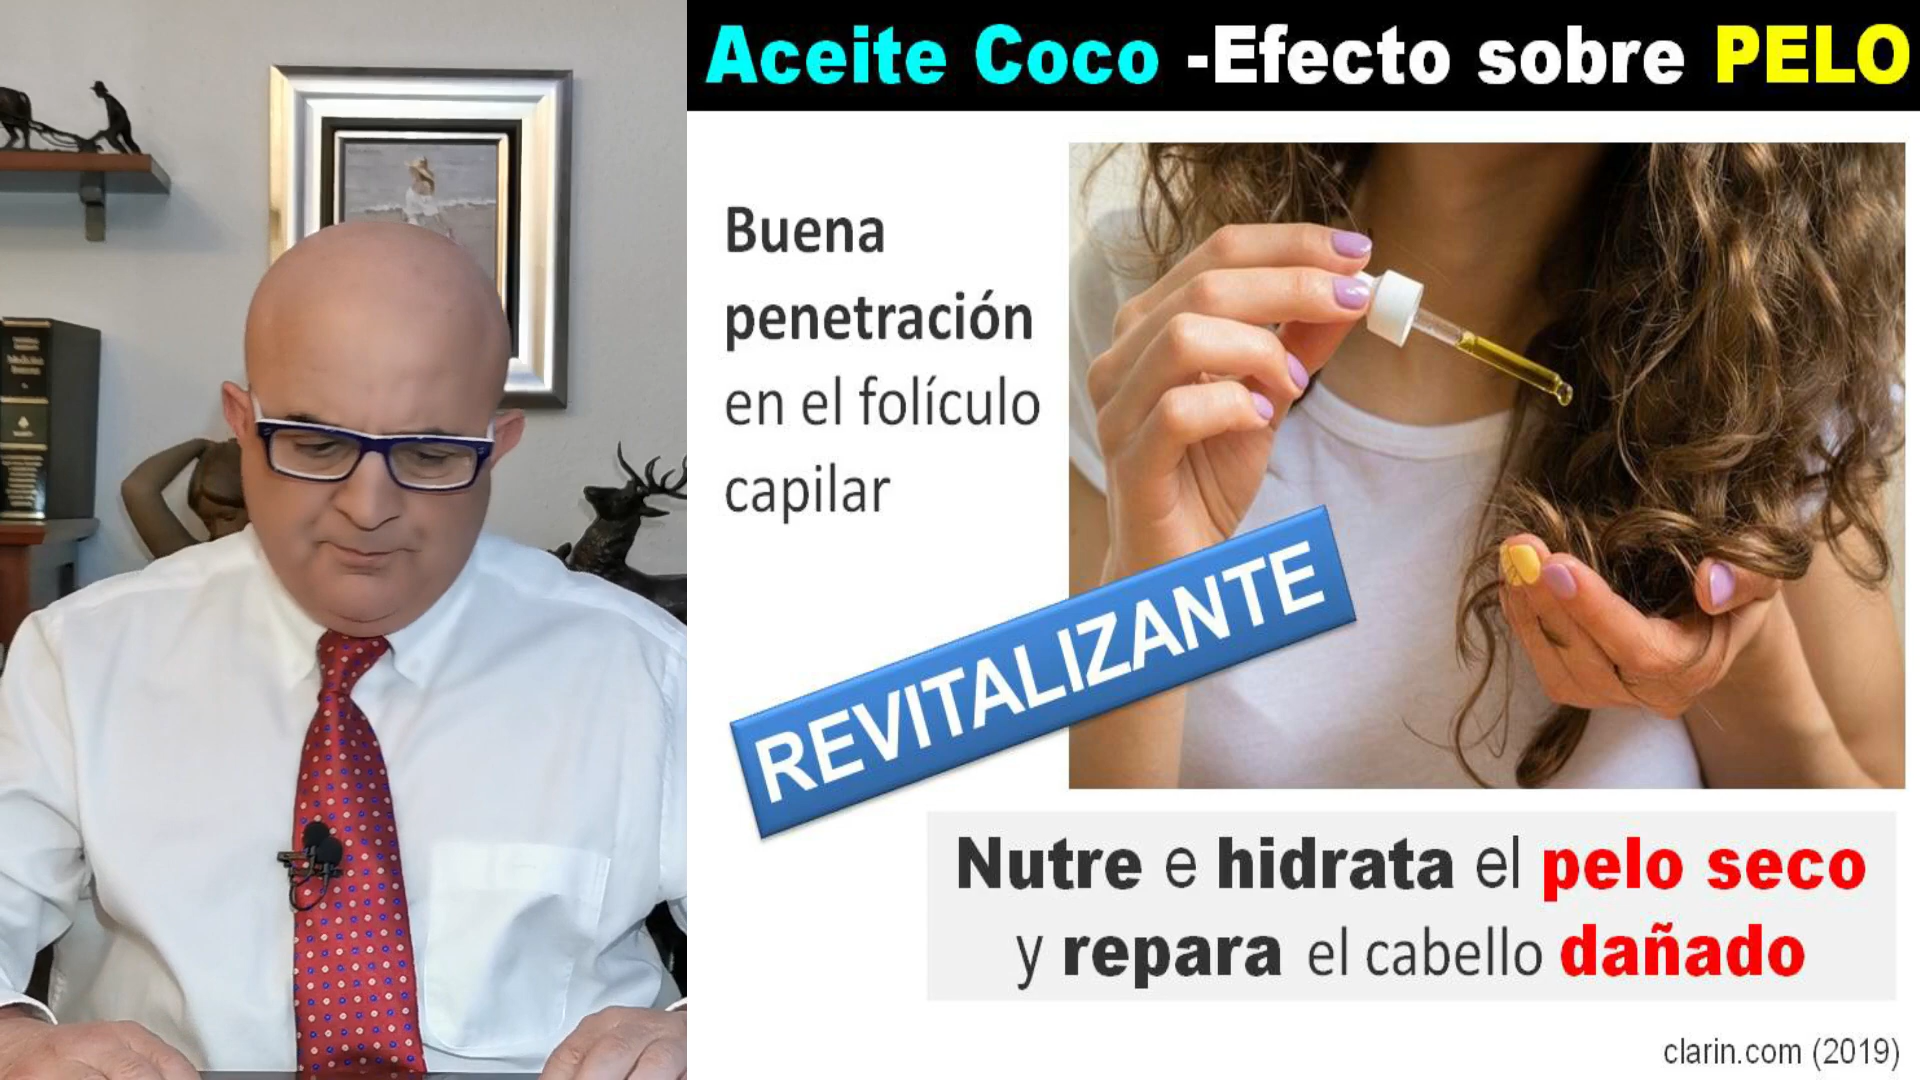 Aceite Coco -Efecto sobre PELO
Buena
penetración
en el folículo
capilar
REVITALIZANTE
Nutre e hidrata el pelo seco
y repara el cabello dañado
clarin.com (2019)